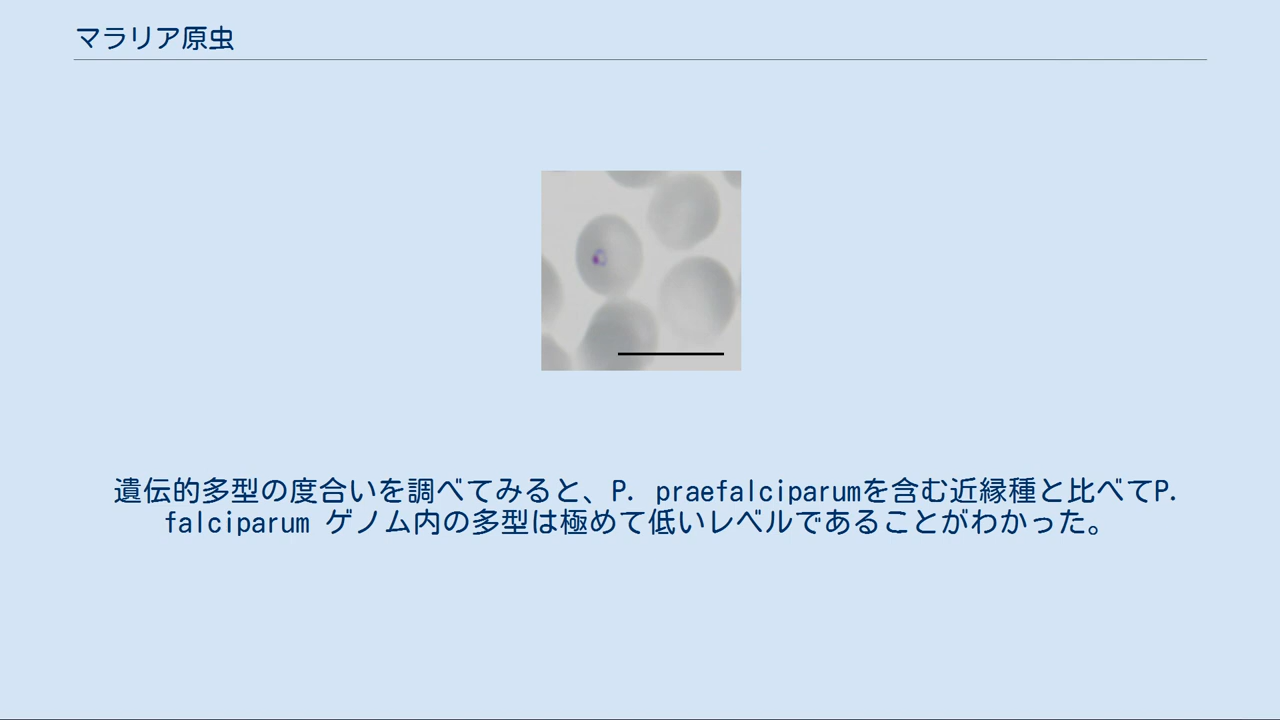 マラリア原虫
遺伝的多型の度合いを調べてみると、P. praefalciparumを含む近縁種と比べてP.
falciparum ゲノム内の多型は極めて低いレベルであることがわかった。